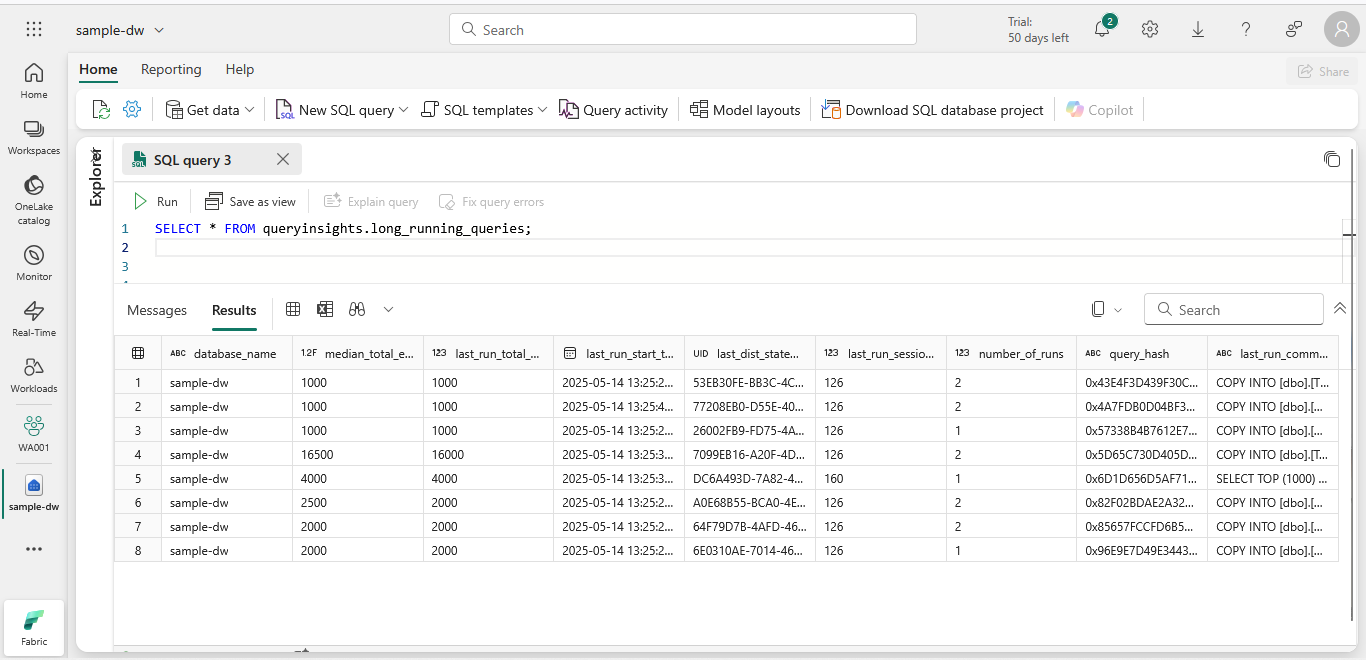 sample-dw
Search
Trial:
50 days left
2
Home
Reporting
Help
Share
Get data
New SQL query
SQL templates
Query activity
Model layouts
Download SQL database project
Copilot
Home
Workspaces
OneLake
catalog
Monitor
Real-Time
Workloads
WA001
sample-dw
Fabric
Explorer
SQL query 3
Run
Save as view
Explain query
Fix query errors
1 SELECT * FROM queryinsights.long_running_queries;
2
3
Messages
Results
Search
ABC database_name 1.2F median_total_e... 123 last_run_total_... last_run_start_t... UID last_dist_state... 123 last_run_sessio... 123 number_of_runs ABC query_hash ABC last_run_comm...
1 sample-dw 1000 1000 2025-05-14 13:25:2... 53EB30FE-BB3C-4C... 126 2 0x43E4F3D439F30C... COPY INTO [dbo].[T...
2 sample-dw 1000 1000 2025-05-14 13:25:4... 77208EB0-D55E-40... 126 2 0x4A7FDB0D04BF3... COPY INTO [dbo].[...
3 sample-dw 1000 1000 2025-05-14 13:25:2... 26002FB9-FD75-4A... 126 1 0x57338B4B7612E7... COPY INTO [dbo].[...
4 sample-dw 16500 16000 2025-05-14 13:25:3... 7099EB16-A20F-4D... 126 2 0x5D65C730D405D... COPY INTO [dbo].[T...
5 sample-dw 4000 4000 2025-05-14 13:25:3... DC6A493D-7A82-4... 160 1 0x6D1D656D5AF71... SELECT TOP (1000) ...
6 sample-dw 2500 2000 2025-05-14 13:25:2... A0E68B55-BCA0-4E... 126 2 0x82F02BDAE2A32... COPY INTO [dbo].[...
7 sample-dw 2000 2000 2025-05-14 13:25:2... 64F79D7B-4AFD-46... 126 2 0x85657FCCFD6B5... COPY INTO [dbo].[...
8 sample-dw 2000 2000 2025-05-14 13:25:2... 6E0310AE-7014-46... 126 1 0x96E9E7D49E3443... COPY INTO [dbo].[...